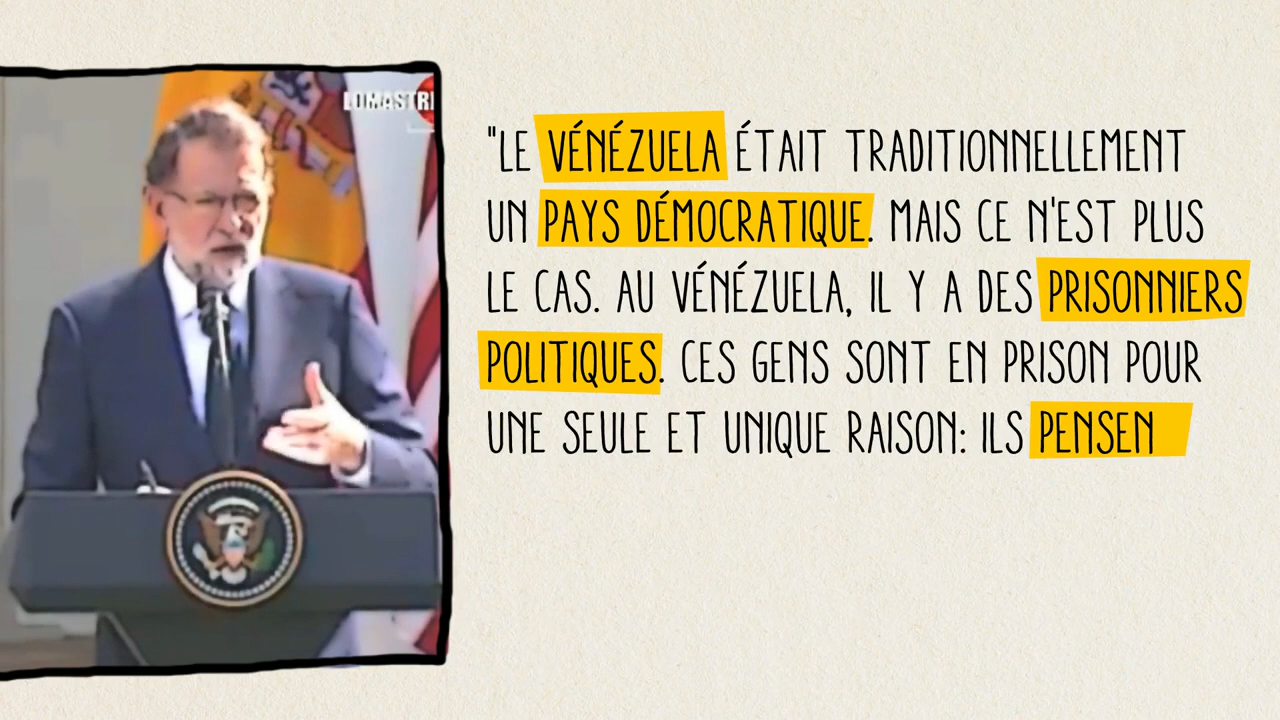 LOMASTRE
"LE VÉNÉZUELA ÉTAIT TRADITIONNELLEMENT
UN PAYS DÉMOCRATIQUE. MAIS CE N'EST PLUS
LE CAS. AU VÉNÉZUELA, IL Y A DES PRISONNIERS
POLITIQUES. CES GENS SONT EN PRISON POUR
UNE SEULE ET UNIQUE RAISON: ILS PENSEN